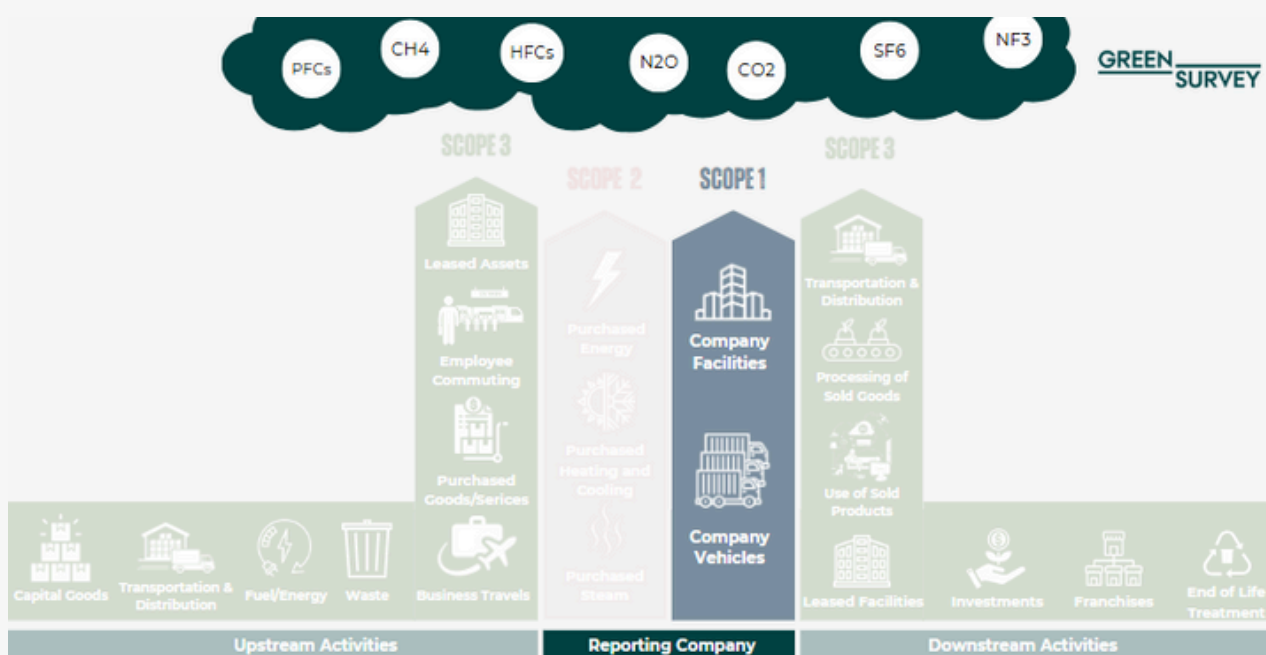 PFCs
CH4
HFCs
N2O
CO2
SF6
NF3
GREEN
SURVEY
SCOPE 3
SCOPE 2
SCOPE 1
SCOPE 3
Leased Assets
Employee
Commuting
Purchased
Goods/Serices
Business Travels
Purchased
Energy
Purchased
Heating and
Cooling
Purchased
Steam
Company
Facilities
Company
Vehicles
Transportation &
Distribution
Processing of
Sold Goods
Use of Sold
Products
Leased Facilities
Capital Goods
Transportation &
Distribution
Fuel/Energy
Waste
Investments
Franchises
End of Life
Treatment
Upstream Activities
Reporting Company
Downstream Activities